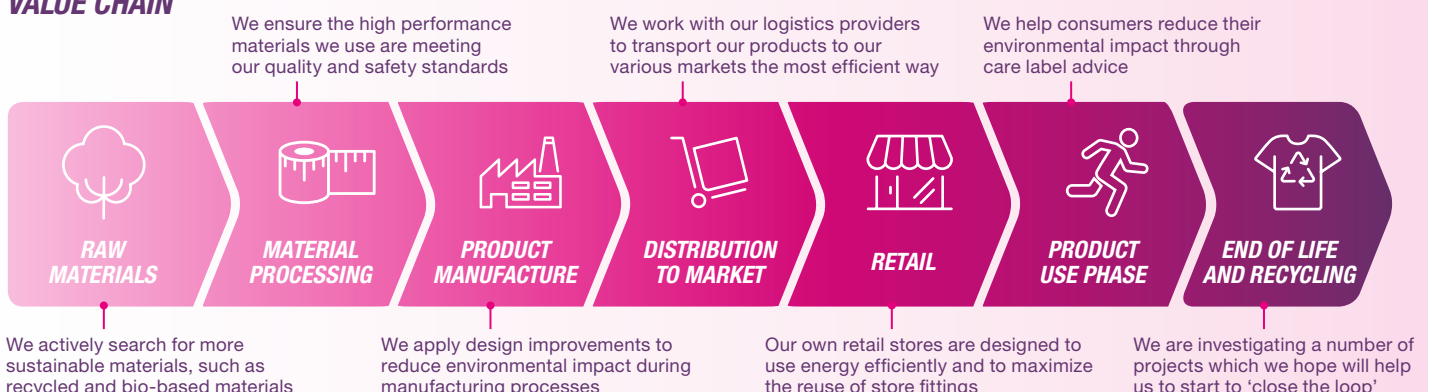 VALUE CHAIN
We ensure the high performance
materials we use are meeting
our quality and safety standards
We work with our logistics providers
to transport our products to our
various markets the most efficient way
We help consumers reduce their
environmental impact through
care label advice
RAW
MATERIALS
MATERIAL
PROCESSING
PRODUCT
MANUFACTURE
DISTRIBUTION
TO MARKET
RETAIL
PRODUCT
USE PHASE
END OF LIFE
AND RECYCLING
We actively search for more
sustainable materials, such as
recycled and bio-based materials
We apply design improvements to
reduce environmental impact during
manufacturing processes
Our own retail stores are designed to
use energy efficiently and to maximize
the reuse of store fittings
We are investigating a number of
projects which we hope will help
us to start to ‘close the loop’